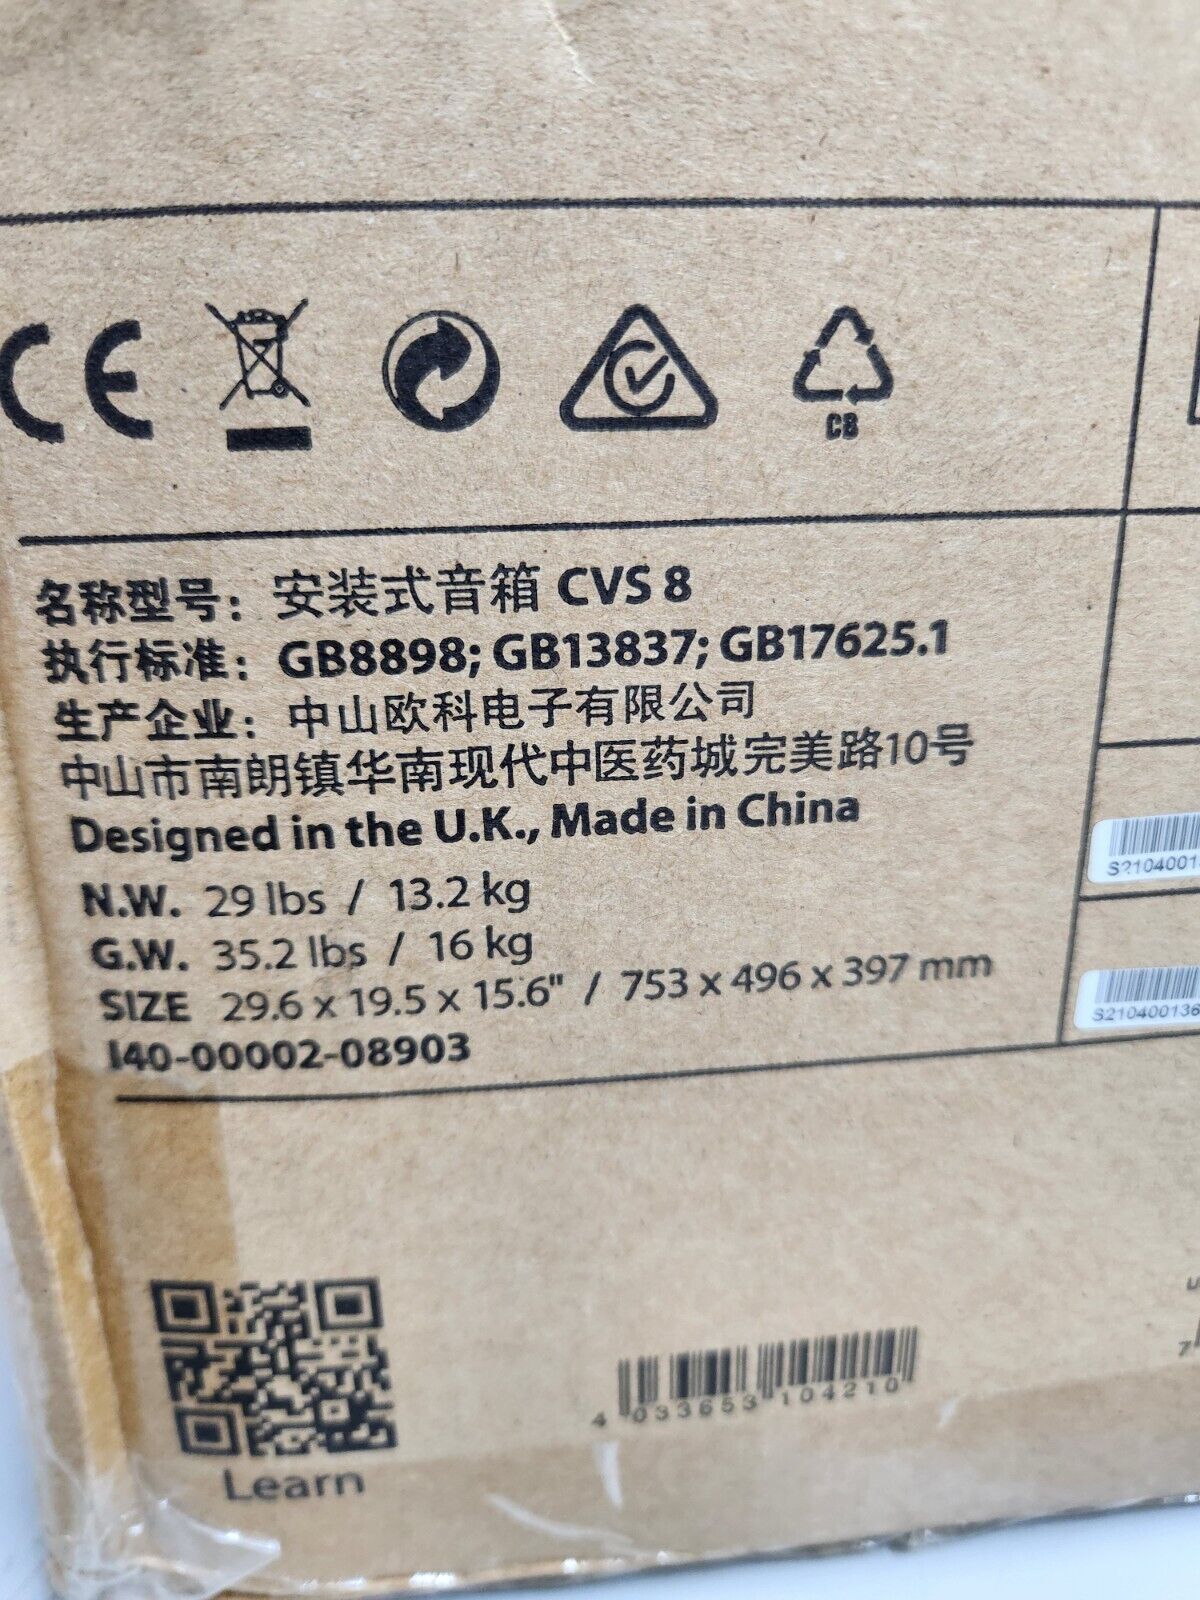 CE
CB
名称型号：安装式音箱 CVS 8
执行标准：GB8898; GB13837; GB17625.1
生产企业：中山欧科电子有限公司
中山市南朗镇华南现代中医药城完美路10号
Designed in the U.K., Made in China
N.W. 29 lbs / 13.2 kg
G.W. 35.2 lbs / 16 kg
SIZE 29.6 x 19.5 x 15.6" / 753 x 496 x 397 mm
I40-00002-08903
S2104001
S210400136
4 033653 104210
Learn